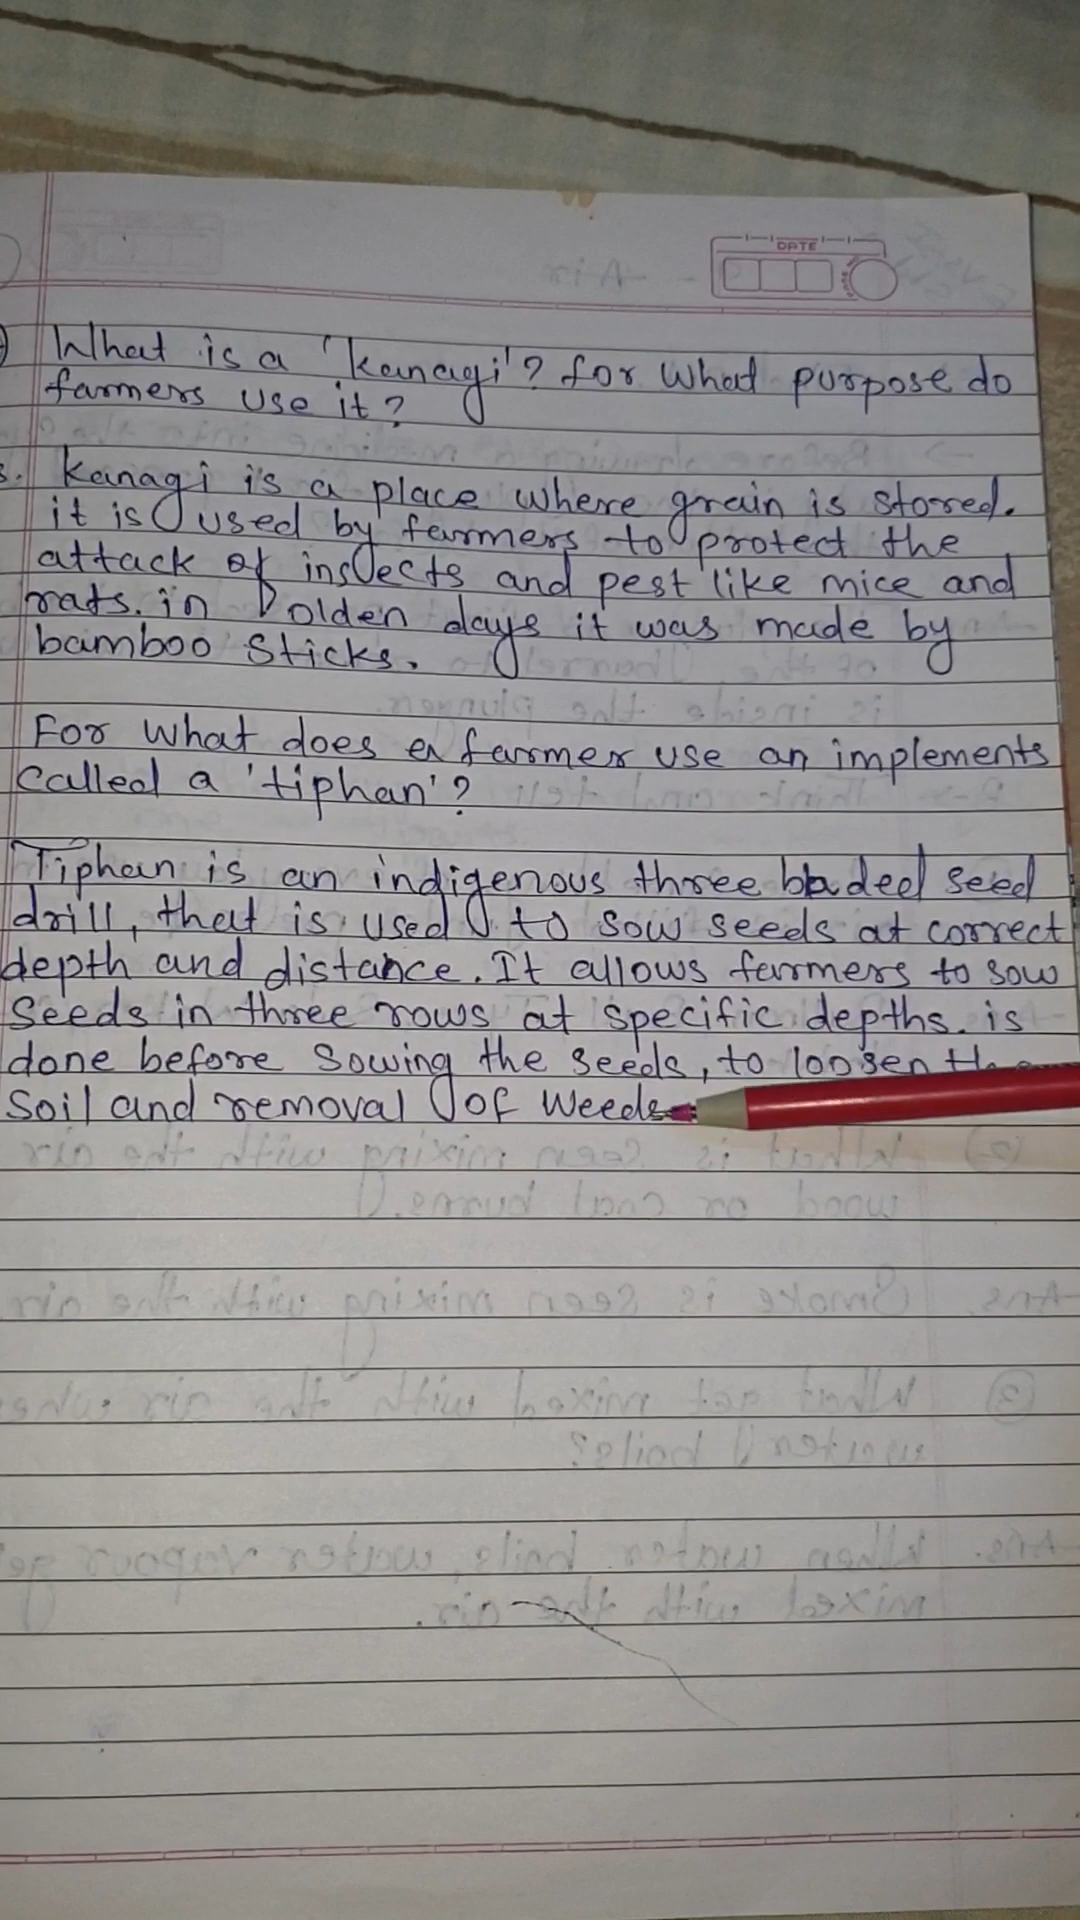 DATE
What is a 'kanagi'? for what purpose do
farmers use it?
s. kanagi is a place where grain is stored.
it is used by farmers to protect the
attack of insects and pest like mice and
rats. in olden days it was made by
bamboo sticks.
For what does a farmer use an implements
called a 'tiphan'?
Tiphan is an indigenous three bladed seed
drill, that is used to sow seeds at correct
depth and distance. It allows farmers to sow
seeds in three rows at specific depths. is
done before sowing the seeds, to loosen the
soil and removal of weeds